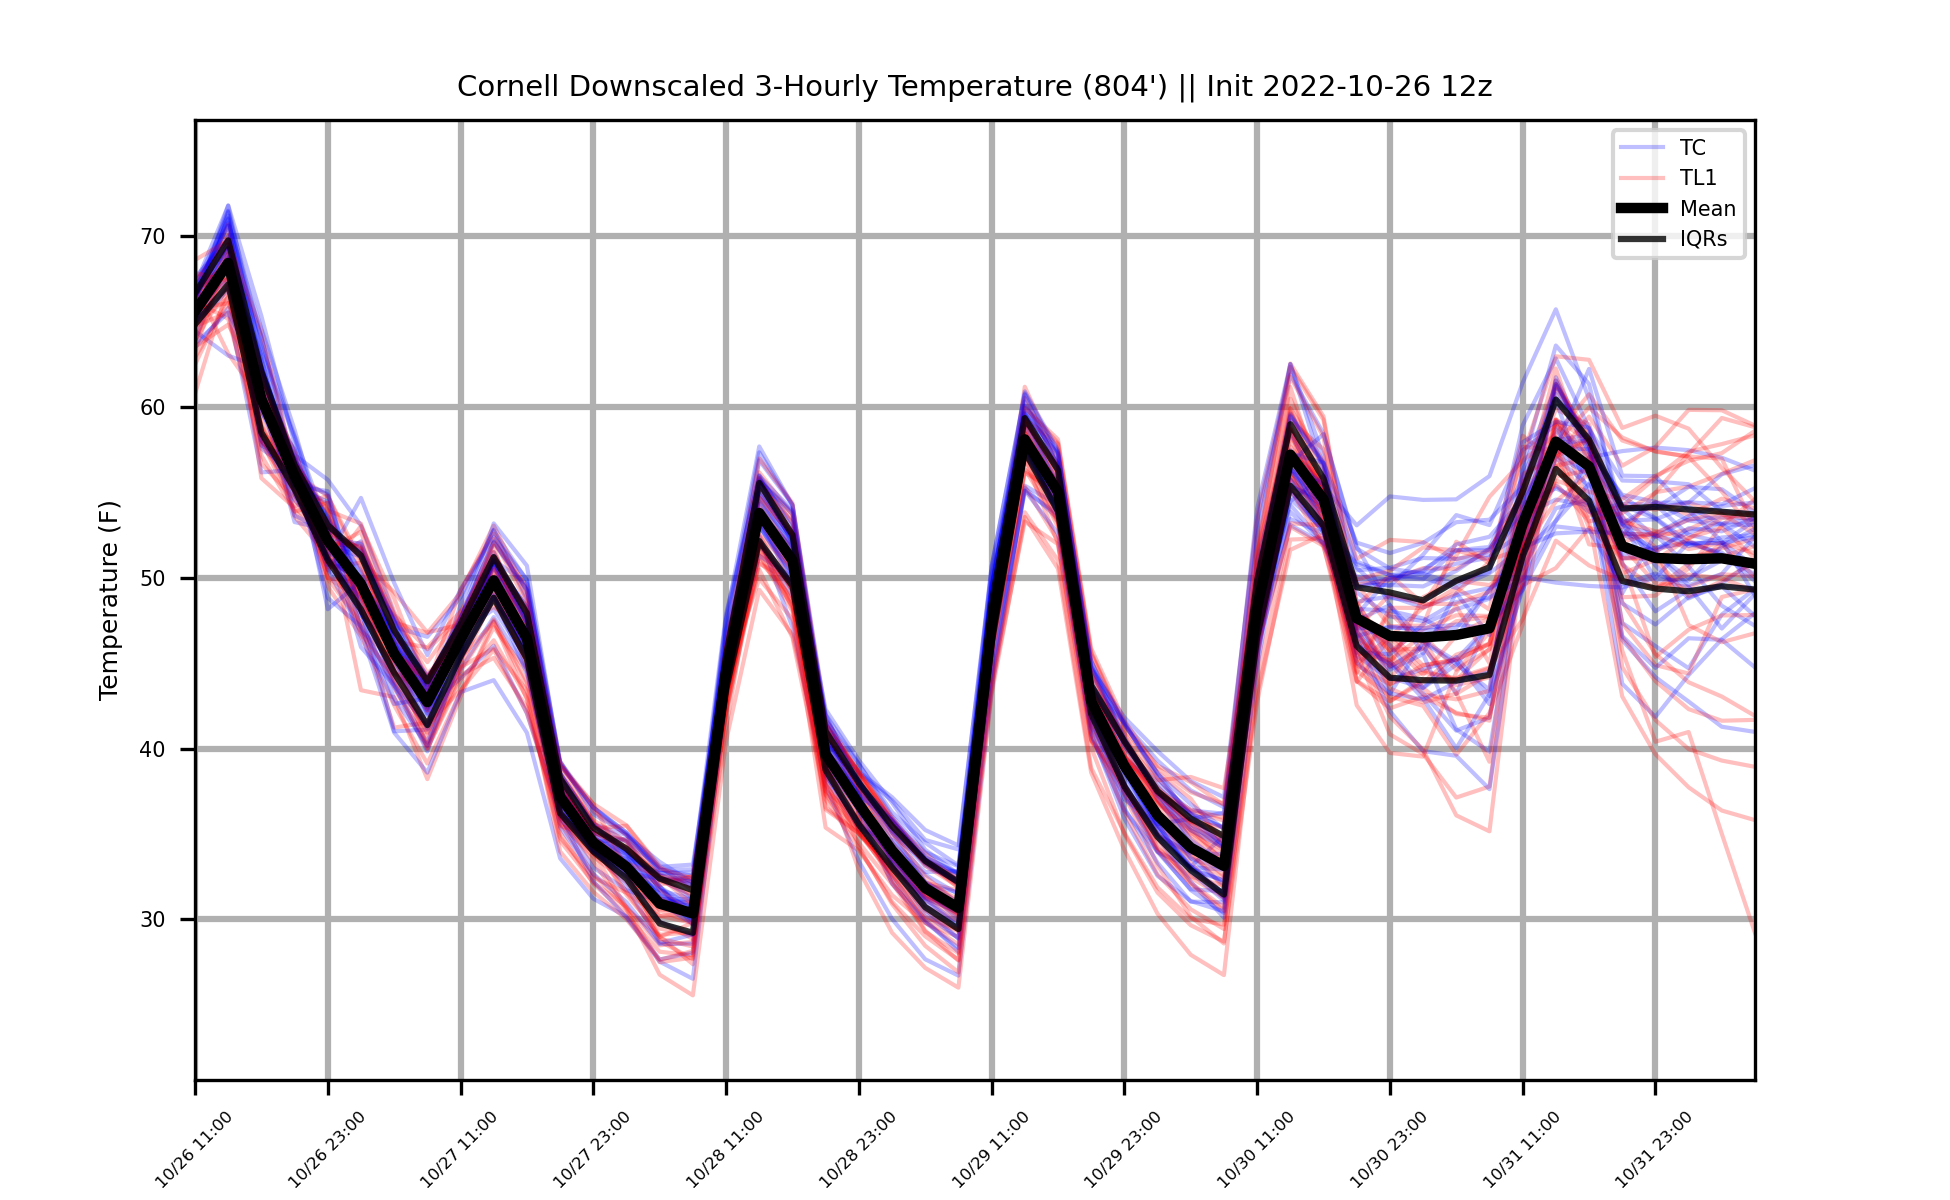 Cornell Downscaled 3-Hourly Temperature (804') || Init 2022-10-26 12z
TC
TL1
Mean
IQRs
Temperature (F)
70
60
50
40
30
10/26 11:00
10/26 23:00
10/27 11:00
10/27 23:00
10/28 11:00
10/28 23:00
10/29 11:00
10/29 23:00
10/30 11:00
10/30 23:00
10/31 11:00
10/31 23:00